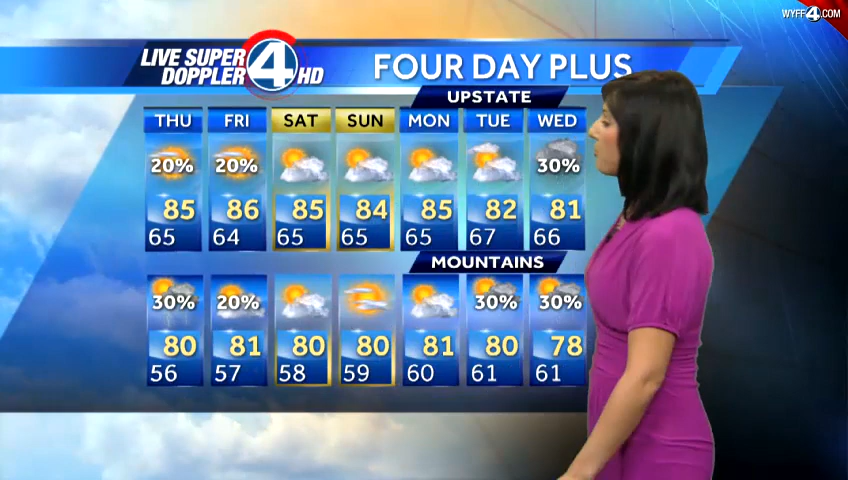 WYFF4.COM
LIVE SUPER
DOPPLER 4 HD
FOUR DAY PLUS
UPSTATE
THU FRI SAT SUN MON TUE WED
20% 20% 30%
85 86 85 84 85 82 81
65 64 65 65 65 67 66
MOUNTAINS
30% 20% 30% 30%
80 81 80 80 81 80 78
56 57 58 59 60 61 61